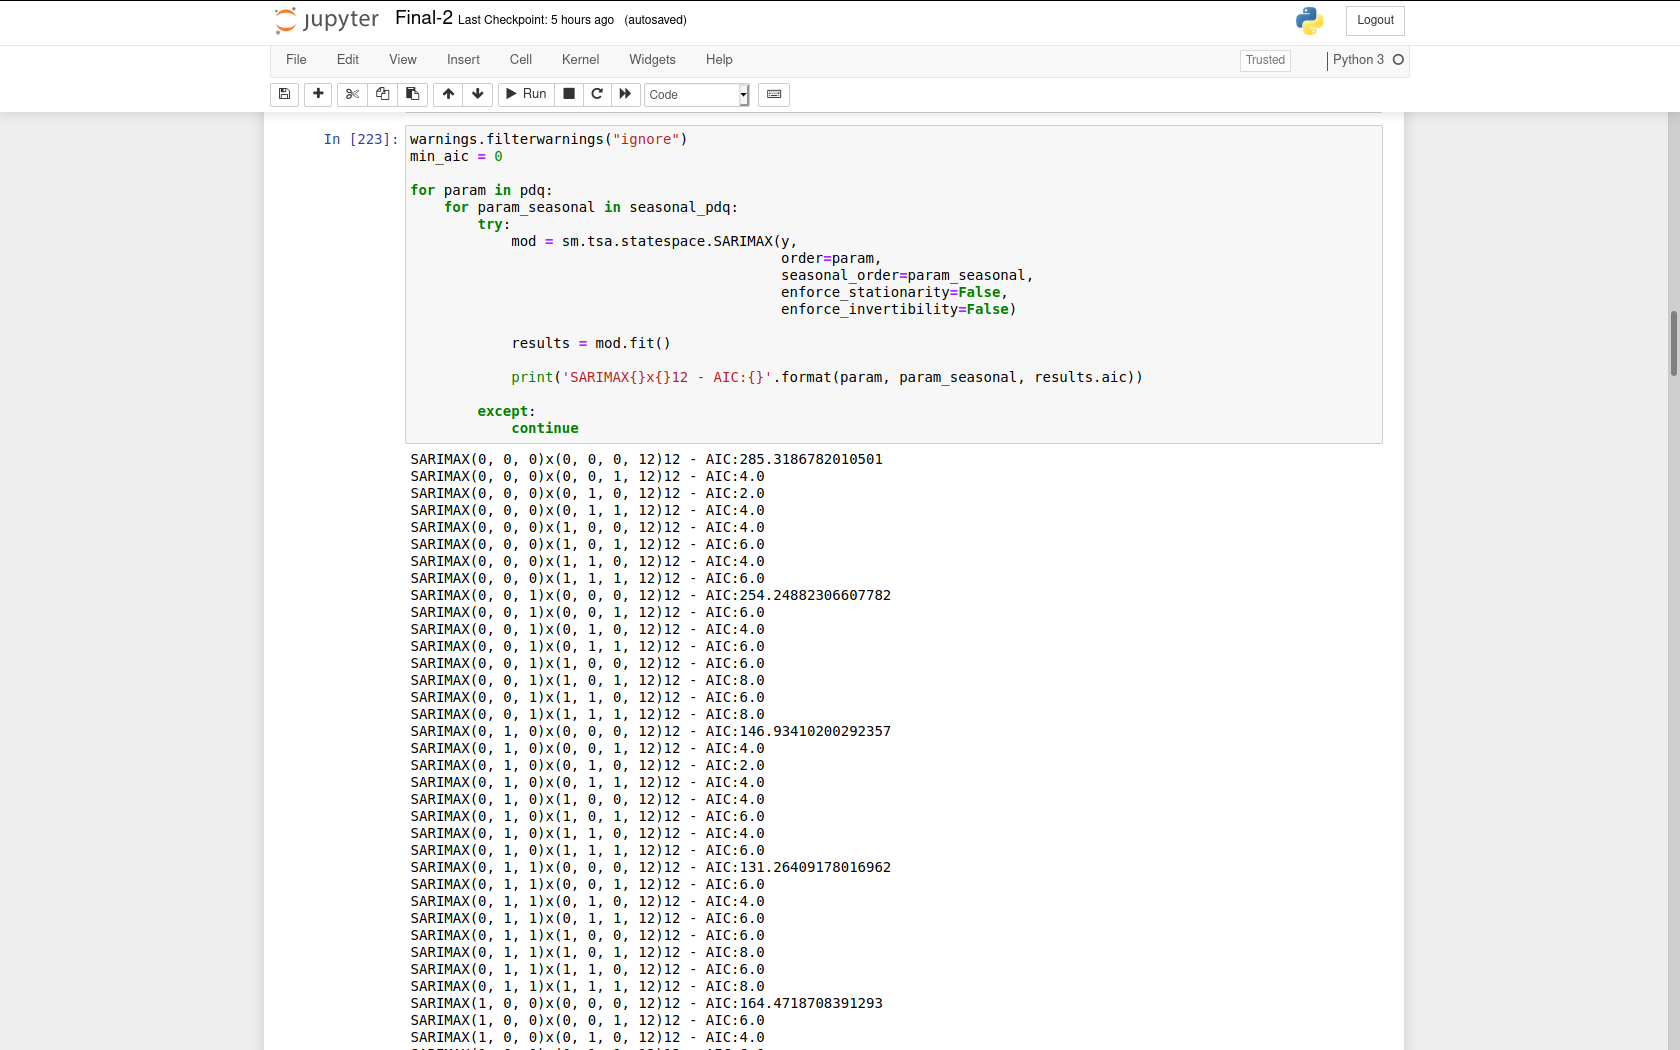 jupyter Final-2 Last Checkpoint: 5 hours ago (autosaved) Logout
File Edit View Insert Cell Kernel Widgets Help Trusted Python 3
Run Code
In [223]: warnings.filterwarnings("ignore")
min_aic = 0
for param in pdq:
for param_seasonal in seasonal_pdq:
try:
mod = sm.tsa.statespace.SARIMAX(y,
order=param,
seasonal_order=param_seasonal,
enforce_stationarity=False,
enforce_invertibility=False)
results = mod.fit()
print('SARIMAX{}x{}12 - AIC:{}'.format(param, param_seasonal, results.aic))
except:
continue
SARIMAX(0, 0, 0)x(0, 0, 0, 12)12 - AIC:285.3186782010501
SARIMAX(0, 0, 0)x(0, 0, 1, 12)12 - AIC:4.0
SARIMAX(0, 0, 0)x(0, 1, 0, 12)12 - AIC:2.0
SARIMAX(0, 0, 0)x(0, 1, 1, 12)12 - AIC:4.0
SARIMAX(0, 0, 0)x(1, 0, 0, 12)12 - AIC:4.0
SARIMAX(0, 0, 0)x(1, 0, 1, 12)12 - AIC:6.0
SARIMAX(0, 0, 0)x(1, 1, 0, 12)12 - AIC:4.0
SARIMAX(0, 0, 0)x(1, 1, 1, 12)12 - AIC:6.0
SARIMAX(0, 0, 1)x(0, 0, 0, 12)12 - AIC:254.24882306607782
SARIMAX(0, 0, 1)x(0, 0, 1, 12)12 - AIC:6.0
SARIMAX(0, 0, 1)x(0, 1, 0, 12)12 - AIC:4.0
SARIMAX(0, 0, 1)x(0, 1, 1, 12)12 - AIC:6.0
SARIMAX(0, 0, 1)x(1, 0, 0, 12)12 - AIC:6.0
SARIMAX(0, 0, 1)x(1, 0, 1, 12)12 - AIC:8.0
SARIMAX(0, 0, 1)x(1, 1, 0, 12)12 - AIC:6.0
SARIMAX(0, 0, 1)x(1, 1, 1, 12)12 - AIC:8.0
SARIMAX(0, 1, 0)x(0, 0, 0, 12)12 - AIC:146.93410200292357
SARIMAX(0, 1, 0)x(0, 0, 1, 12)12 - AIC:4.0
SARIMAX(0, 1, 0)x(0, 1, 0, 12)12 - AIC:2.0
SARIMAX(0, 1, 0)x(0, 1, 1, 12)12 - AIC:4.0
SARIMAX(0, 1, 0)x(1, 0, 0, 12)12 - AIC:4.0
SARIMAX(0, 1, 0)x(1, 0, 1, 12)12 - AIC:6.0
SARIMAX(0, 1, 0)x(1, 1, 0, 12)12 - AIC:4.0
SARIMAX(0, 1, 0)x(1, 1, 1, 12)12 - AIC:6.0
SARIMAX(0, 1, 1)x(0, 0, 0, 12)12 - AIC:131.26409178016962
SARIMAX(0, 1, 1)x(0, 0, 1, 12)12 - AIC:6.0
SARIMAX(0, 1, 1)x(0, 1, 0, 12)12 - AIC:4.0
SARIMAX(0, 1, 1)x(0, 1, 1, 12)12 - AIC:6.0
SARIMAX(0, 1, 1)x(1, 0, 0, 12)12 - AIC:6.0
SARIMAX(0, 1, 1)x(1, 0, 1, 12)12 - AIC:8.0
SARIMAX(0, 1, 1)x(1, 1, 0, 12)12 - AIC:6.0
SARIMAX(0, 1, 1)x(1, 1, 1, 12)12 - AIC:8.0
SARIMAX(1, 0, 0)x(0, 0, 0, 12)12 - AIC:164.4718708391293
SARIMAX(1, 0, 0)x(0, 0, 1, 12)12 - AIC:6.0
SARIMAX(1, 0, 0)x(0, 1, 0, 12)12 - AIC:4.0